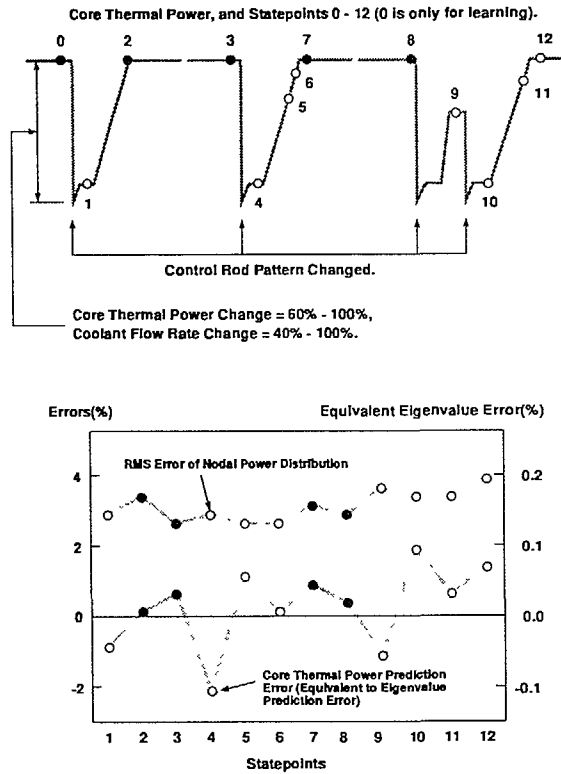 Core Thermal Power, and Statepoints 0 - 12 (0 is only for learning).
0
2
3
7
8
12
6
5
9
11
1
4
10
Control Rod Pattern Changed.
Core Thermal Power Change = 60% - 100%,
Coolant Flow Rate Change = 40% - 100%.
Errors(%)
Equivalent Eigenvalue Error(%)
RMS Error of Nodal Power Distribution
4
0.2
2
0.1
0
0.0
-2
-0.1
Core Thermal Power Prediction
Error (Equivalent to Eigenvalue
Prediction Error)
1 2 3 4 5 6 7 8 9 10 11 12
Statepoints